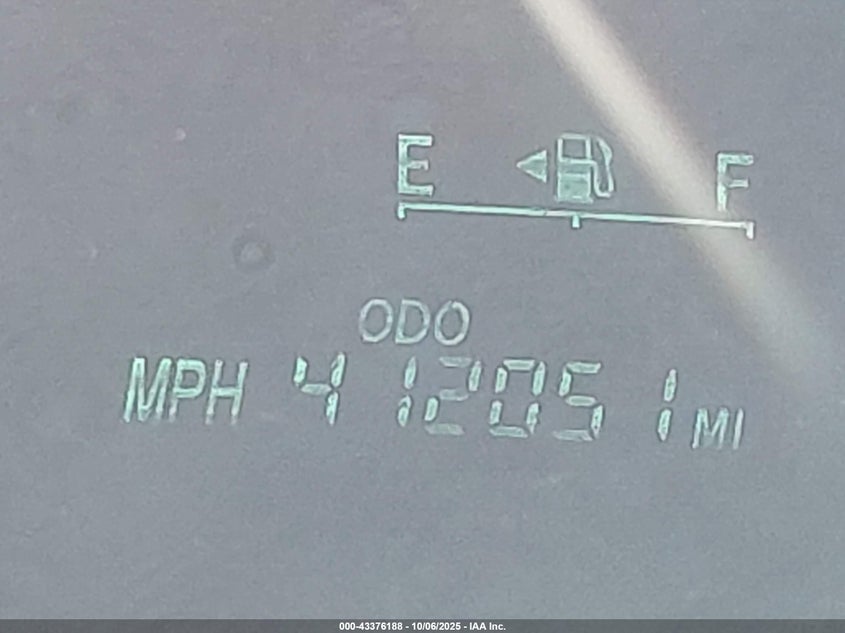 E F
ODO
MPH 412051 MI
000-43376188 - 10/06/2025 - IAA Inc.